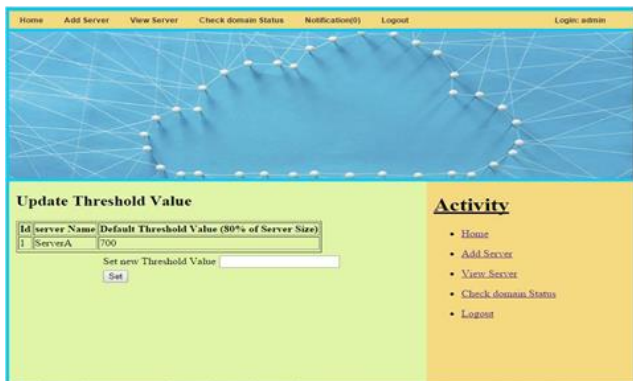 Home Add Server View Server Check domain Status Notification(0) Logout Login: admin
Update Threshold Value
Id server Name Default Threshold Value (80% of Server Size)
1 ServerA 700
Set new Threshold Value
Set
Activity
Home
Add Server
View Server
Check domain Status
Logout